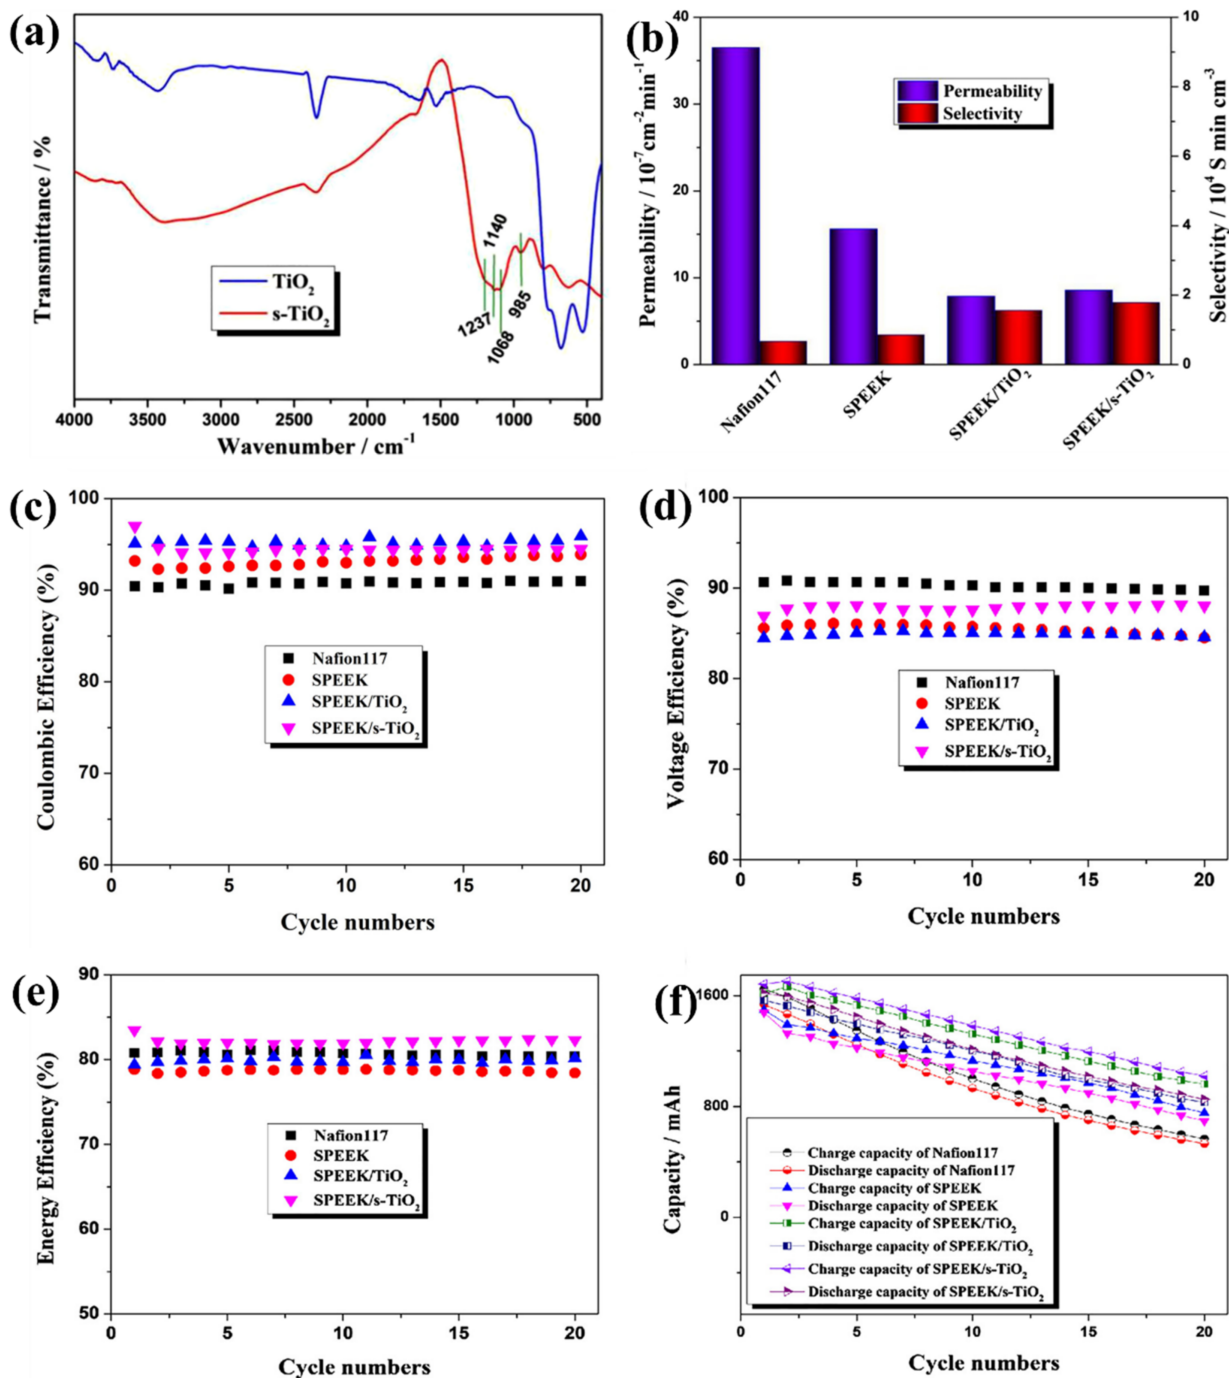 (a)
Transmittance / %
TiO2
s-TiO2
1237
1140
1068
985
4000 3500 3000 2500 2000 1500 1000 500
Wavenumber / cm-1
(b)
Permeability / 10-7 cm-2 min-1
40
30
20
10
0
Permeability
Selectivity
10
8
6
4
2
0
Selectivity / 104 S min cm-3
Nafion117
SPEEK
SPEEK/TiO2
SPEEK/s-TiO2
(c)
Coulombic Efficiency (%)
100
90
80
70
60
Nafion117
SPEEK
SPEEK/TiO2
SPEEK/s-TiO2
0 5 10 15 20
Cycle numbers
(d)
Voltage Efficiency (%)
100
90
80
70
60
Nafion117
SPEEK
SPEEK/TiO2
SPEEK/s-TiO2
0 5 10 15 20
Cycle numbers
(e)
Energy Efficiency (%)
90
80
70
60
50
Nafion117
SPEEK
SPEEK/TiO2
SPEEK/s-TiO2
0 5 10 15 20
Cycle numbers
(f)
Capacity / mAh
1600
800
0
Charge capacity of Nafion117
Discharge capacity of Nafion117
Charge capacity of SPEEK
Discharge capacity of SPEEK
Charge capacity of SPEEK/TiO2
Discharge capacity of SPEEK/TiO2
Charge capacity of SPEEK/s-TiO2
Discharge capacity of SPEEK/s-TiO2
0 5 10 15 20
Cycle numbers